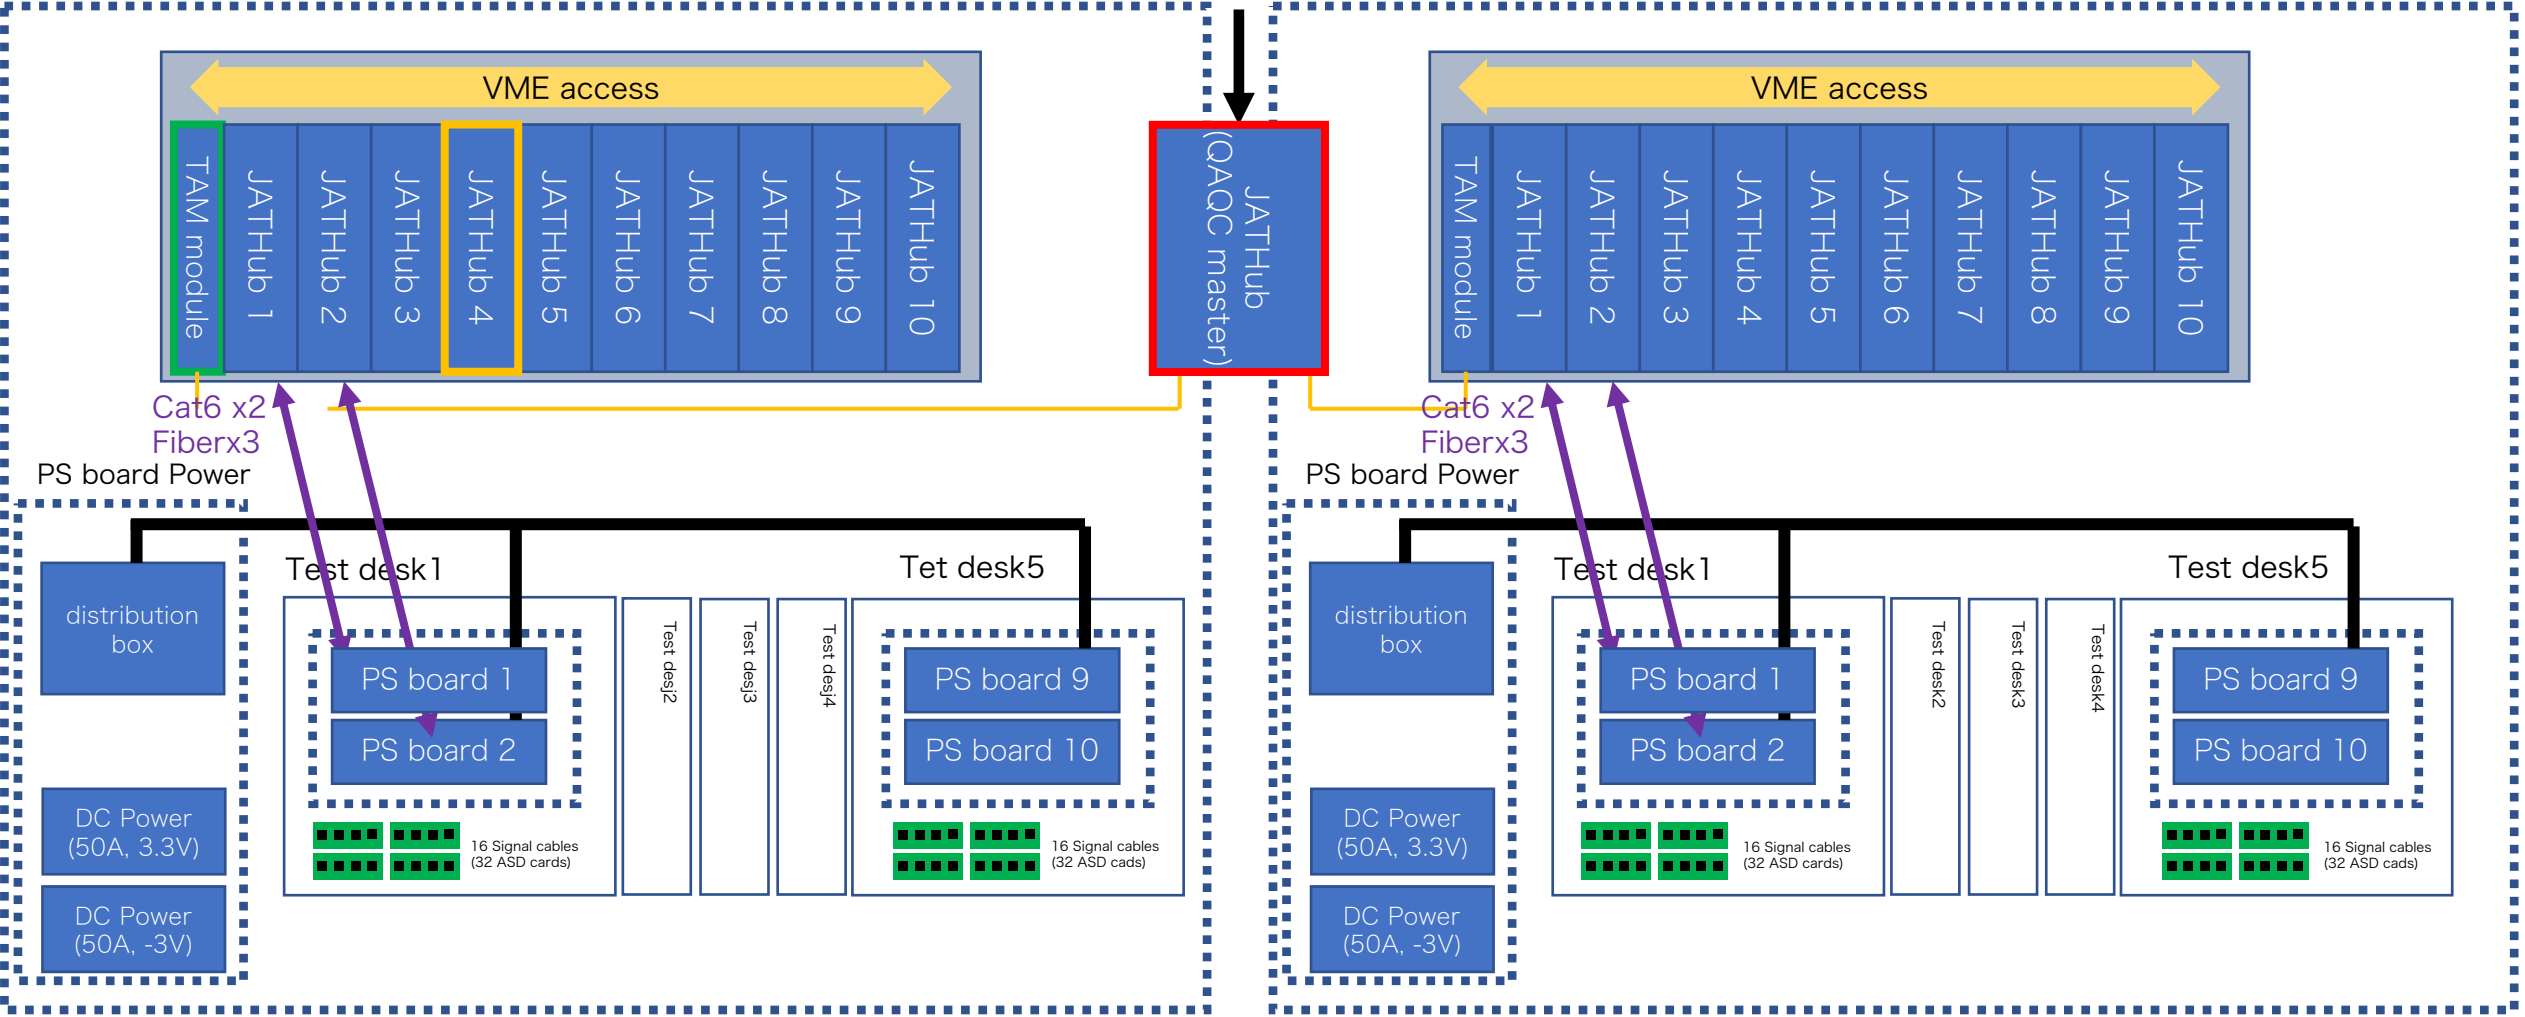 VME access
TAM module
JATHub 1
JATHub 2
JATHub 3
JATHub 4
JATHub 5
JATHub 6
JATHub 7
JATHub 8
JATHub 9
JATHub 10
Cat6 x2
Fiberx3
PS board Power
distribution
box
DC Power
(50A, 3.3V)
DC Power
(50A, -3V)
Test desk1
PS board 1
PS board 2
16 Signal cables
(32 ASD cards)
Test desj2
Test desj3
Test desj4
Tet desk5
PS board 9
PS board 10
16 Signal cables
(32 ASD cads)
JATHub
(QAQC master)
VME access
TAM module
JATHub 1
JATHub 2
JATHub 3
JATHub 4
JATHub 5
JATHub 6
JATHub 7
JATHub 8
JATHub 9
JATHub 10
Cat6 x2
Fiberx3
PS board Power
distribution
box
DC Power
(50A, 3.3V)
DC Power
(50A, -3V)
Test desk1
PS board 1
PS board 2
16 Signal cables
(32 ASD cards)
Test desk2
Test desk3
Test desk4
Test desk5
PS board 9
PS board 10
16 Signal cables
(32 ASD cads)